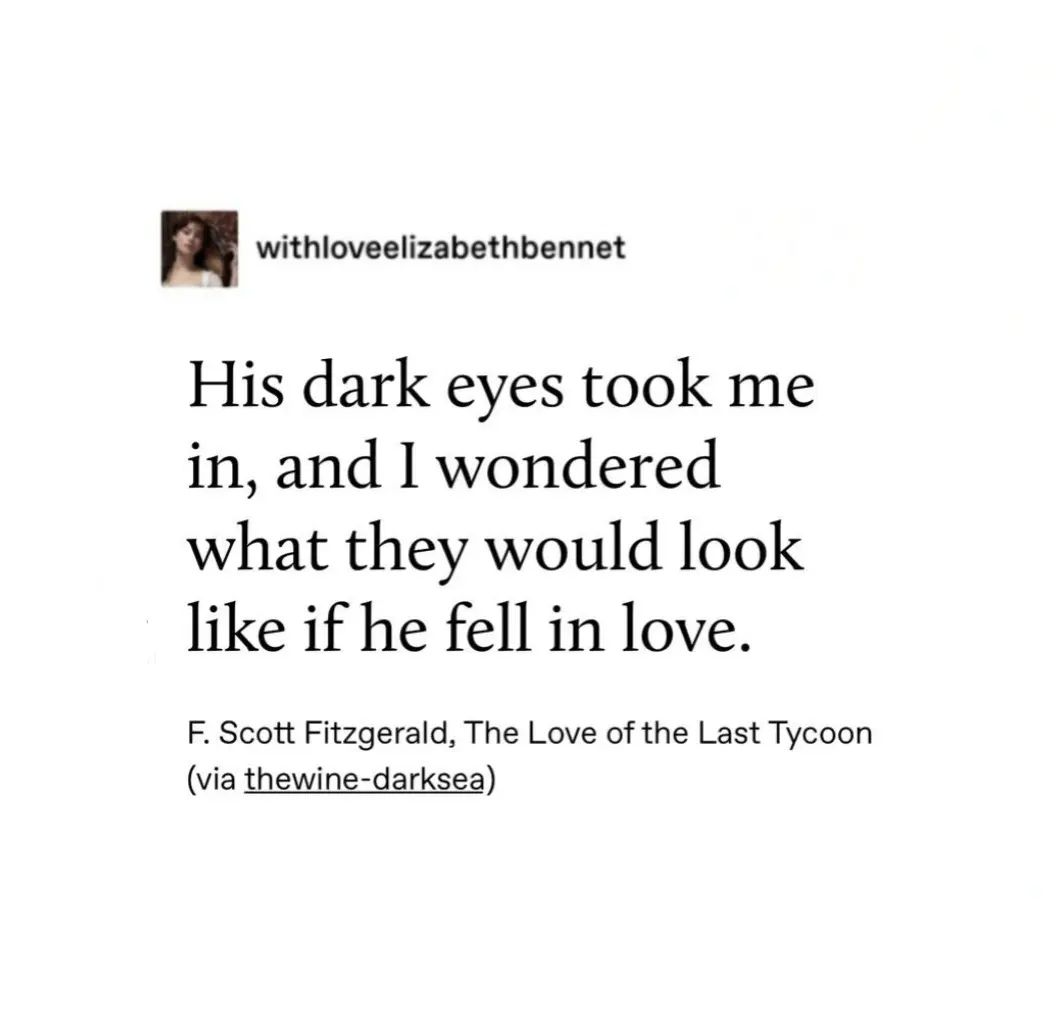 withloveelizabethbennet
His dark eyes took me
in, and I wondered
what they would look
like if he fell in love.
F. Scott Fitzgerald, The Love of the Last Tycoon
(via thewine-darksea)